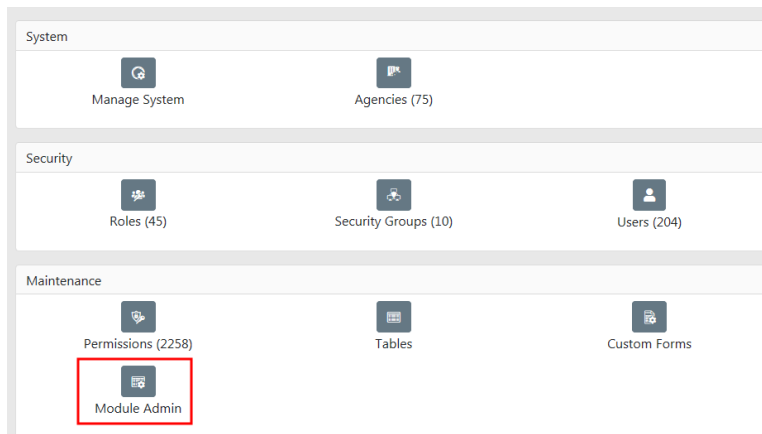 System
Manage System
Agencies (75)
Security
Roles (45)
Security Groups (10)
Users (204)
Maintenance
Permissions (2258)
Tables
Custom Forms
Module Admin